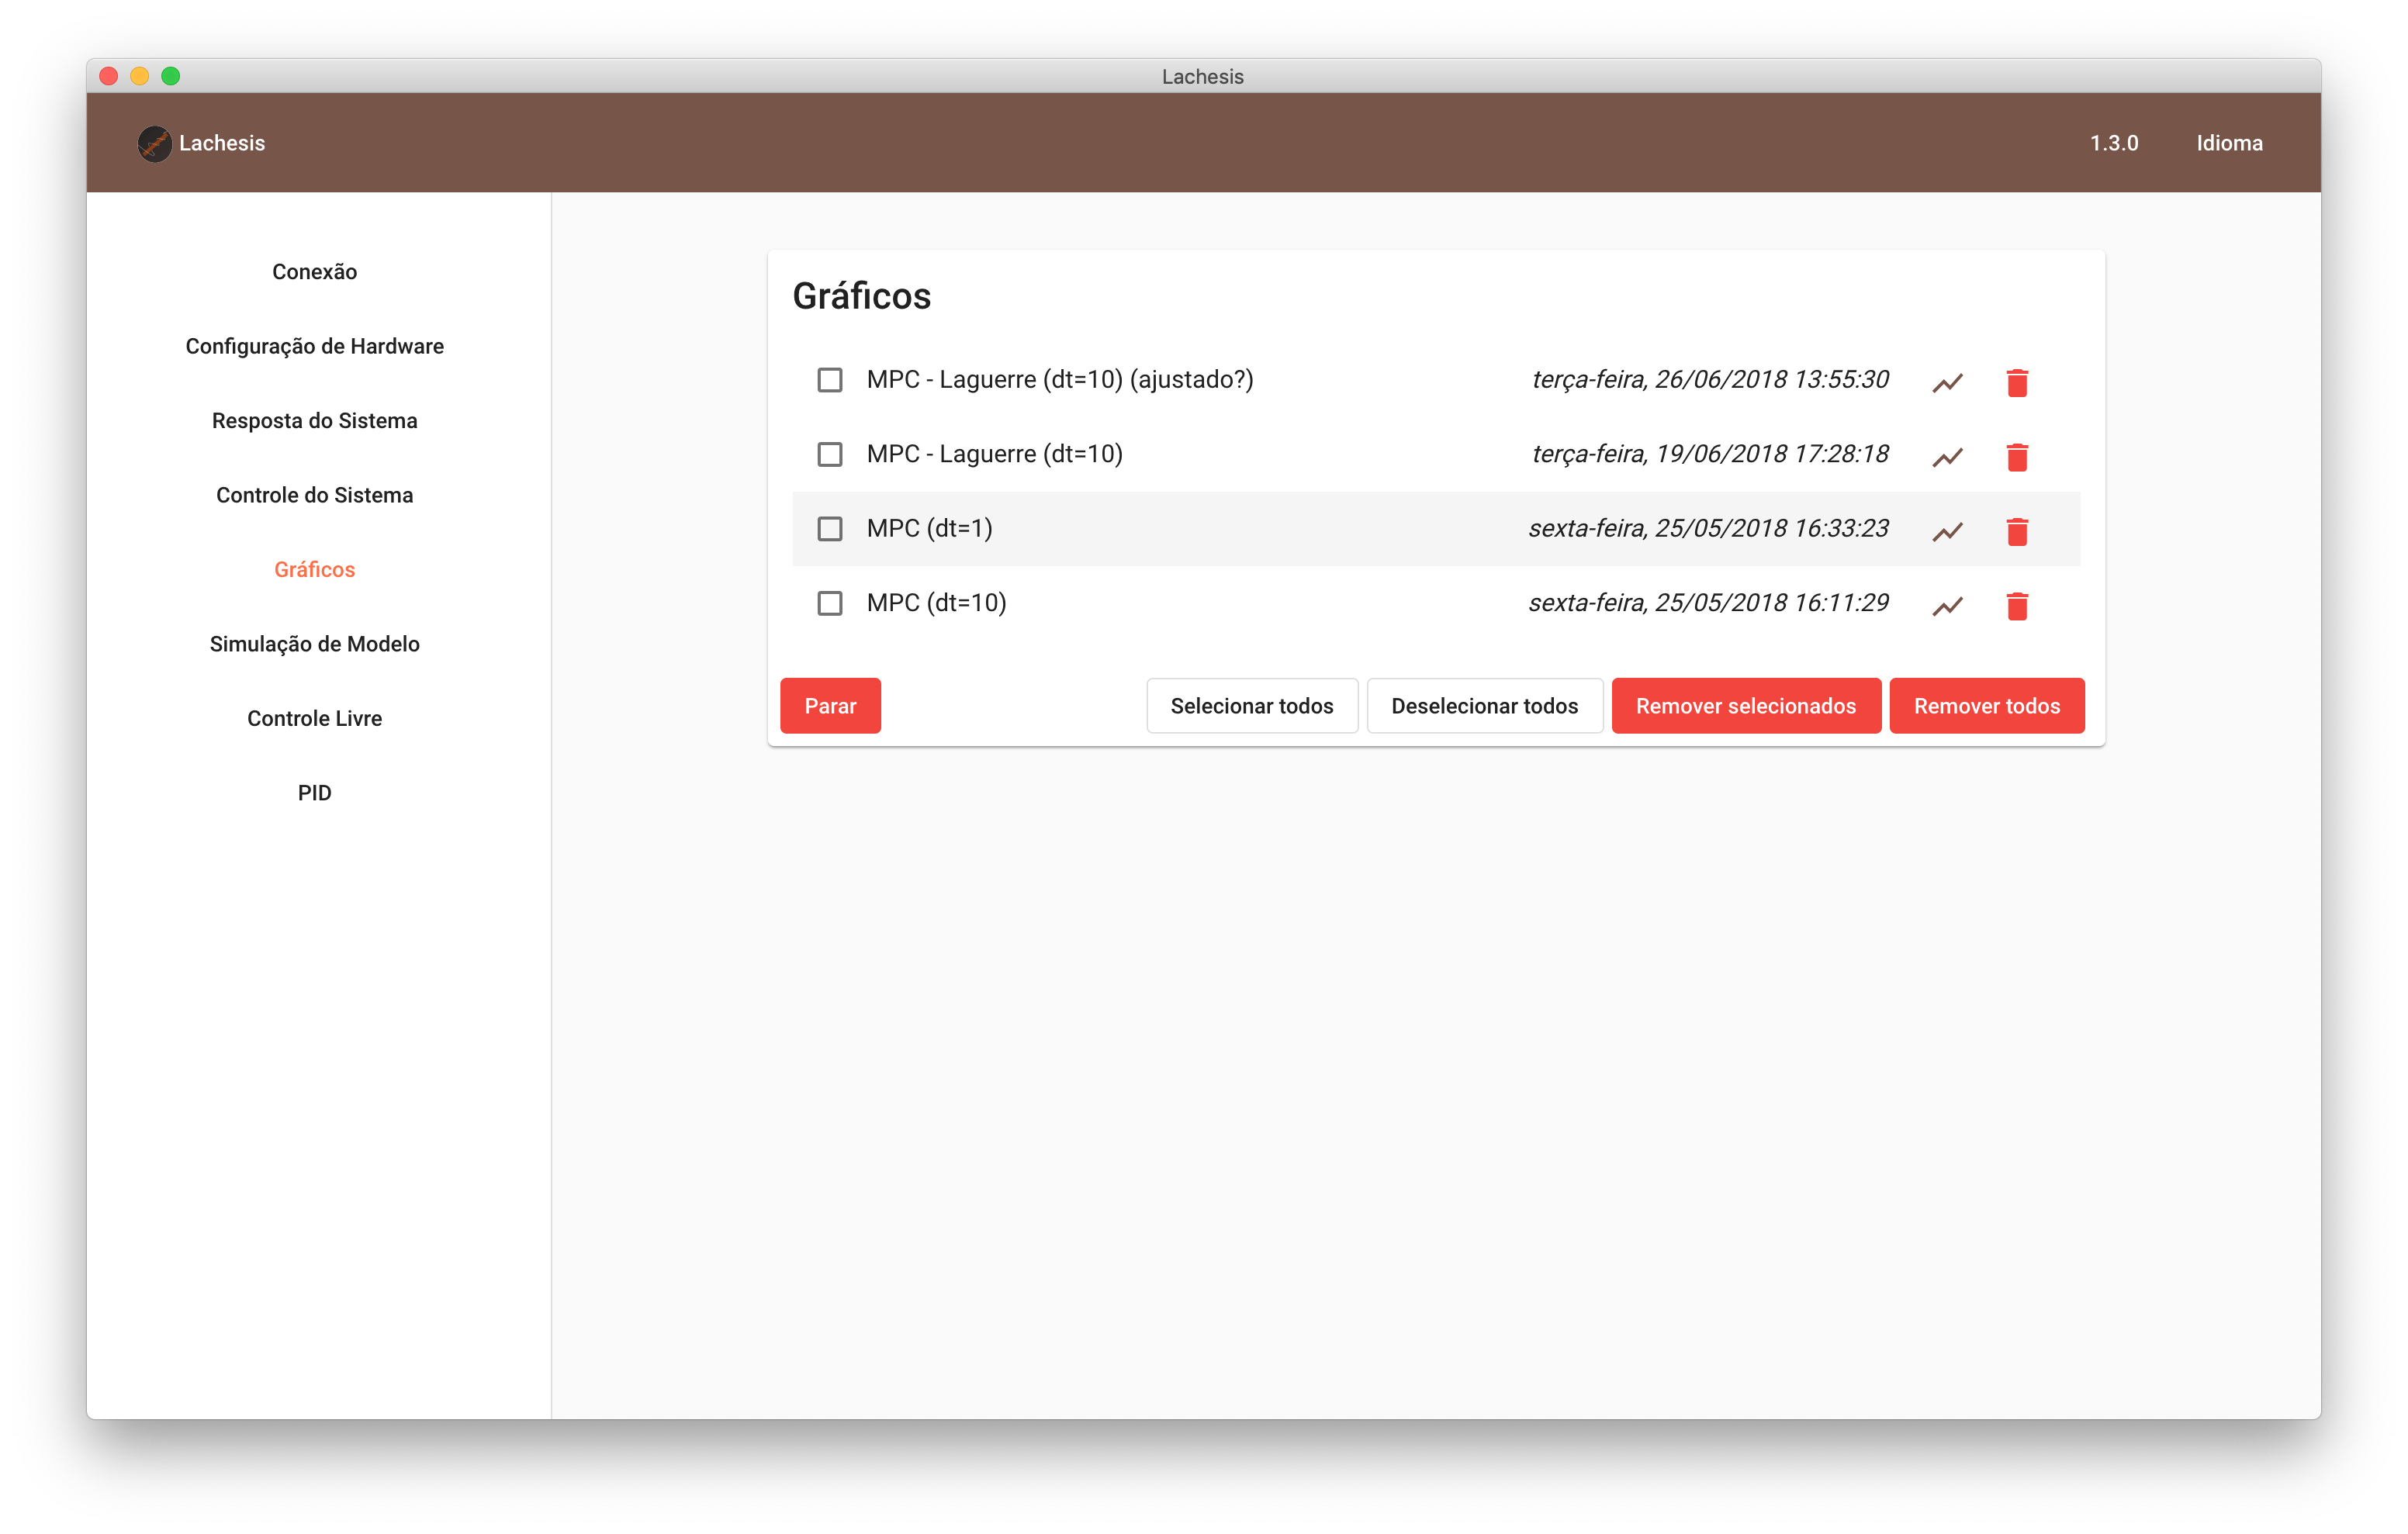 Lachesis
Lachesis
1.3.0 Idioma
Conexão
Configuração de Hardware
Resposta do Sistema
Controle do Sistema
Gráficos
Simulação de Modelo
Controle Livre
PID
Gráficos
MPC - Laguerre (dt=10) (ajustado?) terça-feira, 26/06/2018 13:55:30
MPC - Laguerre (dt=10) terça-feira, 19/06/2018 17:28:18
MPC (dt=1) sexta-feira, 25/05/2018 16:33:23
MPC (dt=10) sexta-feira, 25/05/2018 16:11:29
Parar Selecionar todos Deselecionar todos Remover selecionados Remover todos